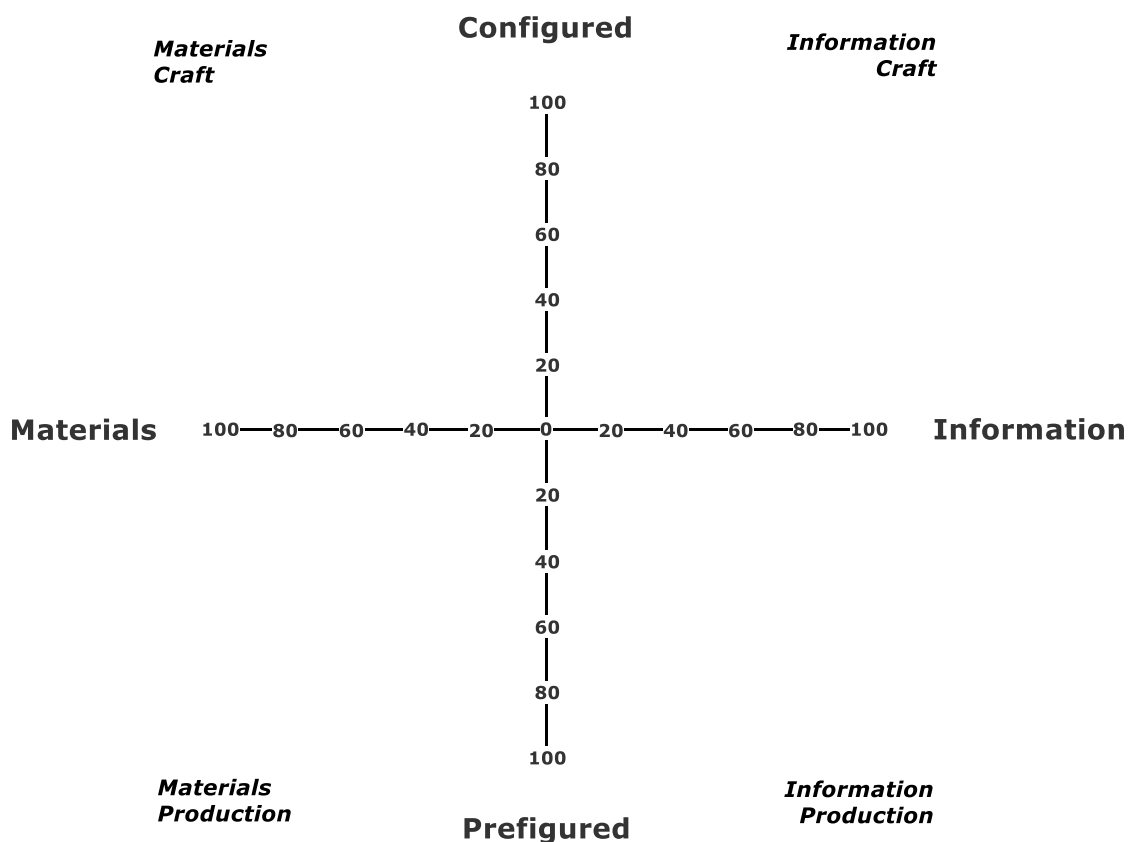 Configured
Materials
Craft
Information
Craft
100
80
60
40
20
Materials 100 80 60 40 20 0 20 40 60 80 100 Information
20
40
60
80
100
Materials
Production
Information
Production
Prefigured